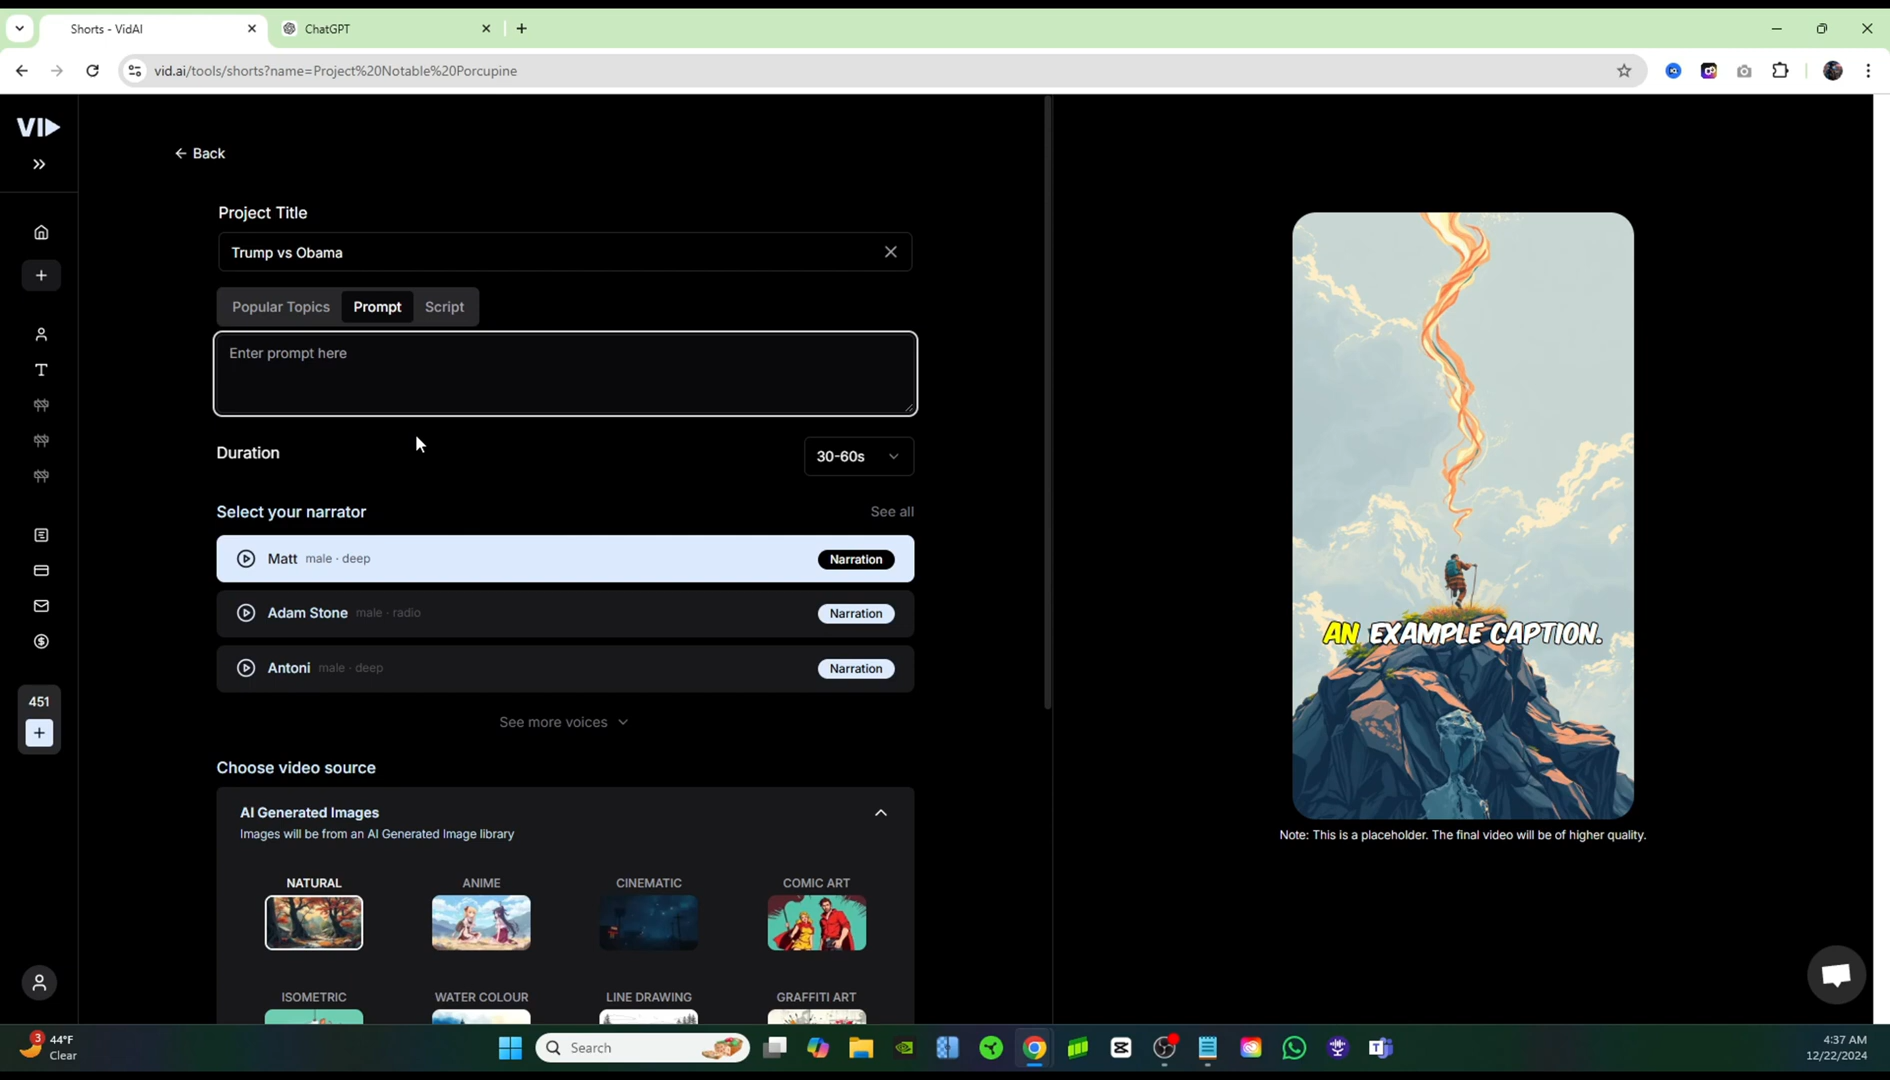 Shorts - VidAI
ChatGPT
vid.ai/tools/shorts?name=Project%20Notable%20Porcupine
VID
Back
Project Title
Trump vs Obama
Popular Topics Prompt Script
Enter prompt here
Duration
30-60s
Select your narrator
See all
Matt male · deep Narration
Adam Stone male · radio Narration
Antoni male · deep Narration
See more voices
Choose video source
AI Generated Images
Images will be from an AI Generated Image library
NATURAL ANIME CINEMATIC COMIC ART
ISOMETRIC WATER COLOUR LINE DRAWING GRAFFITI ART
T
451
AN EXAMPLE CAPTION.
Note: This is a placeholder. The final video will be of higher quality.
3
44°F
Clear
Search
4:37 AM
12/22/2024